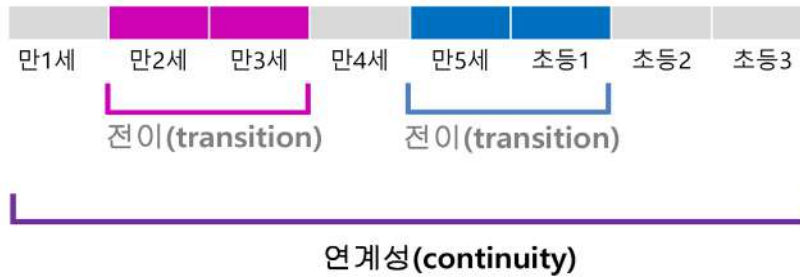 만1세 만2세 만3세 만4세 만5세 초등1 초등2 초등3
전이(transition) 전이(transition)
연계성(continuity)